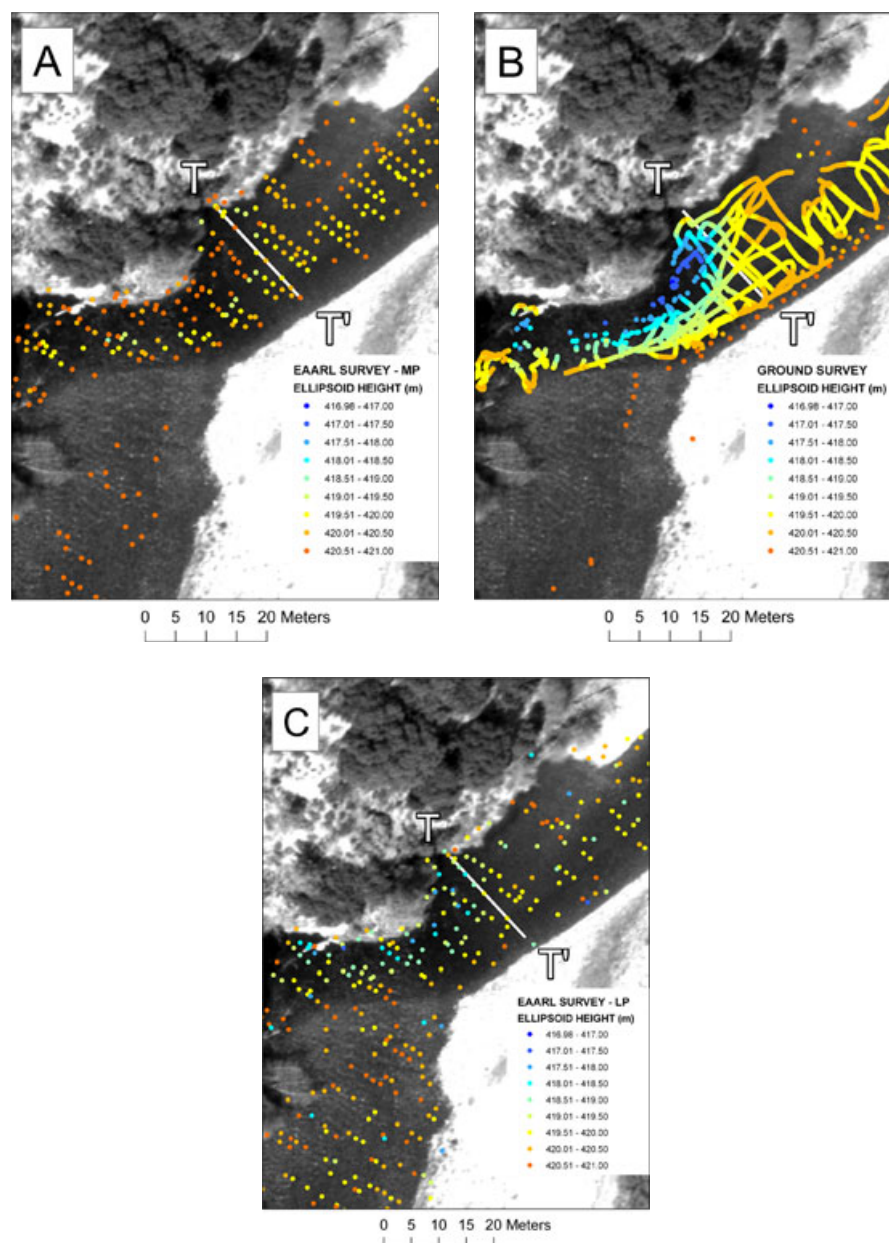 A
T
T'
EAARL SURVEY - MP
ELLIPSOID HEIGHT (m)
416.98 - 417.00
417.01 - 417.50
417.51 - 418.00
418.01 - 418.50
418.51 - 419.00
419.01 - 419.50
419.51 - 420.00
420.01 - 420.50
420.51 - 421.00
0 5 10 15 20 Meters
B
T
T'
GROUND SURVEY
ELLIPSOID HEIGHT (m)
416.98 - 417.00
417.01 - 417.50
417.51 - 418.00
418.01 - 418.50
418.51 - 419.00
419.01 - 419.50
419.51 - 420.00
420.01 - 420.50
420.51 - 421.00
0 5 10 15 20 Meters
C
T
T'
EAARL SURVEY - LP
ELLIPSOID HEIGHT (m)
416.98 - 417.00
417.01 - 417.50
417.51 - 418.00
418.01 - 418.50
418.51 - 419.00
419.01 - 419.50
419.51 - 420.00
420.01 - 420.50
420.51 - 421.00
0 5 10 15 20 Meters